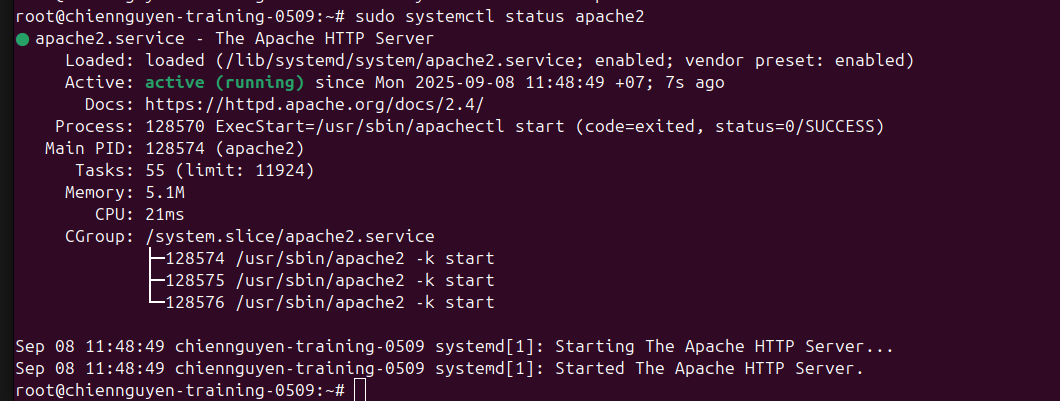 root@chiennguyen-training-0509:~# sudo systemctl status apache2
● apache2.service - The Apache HTTP Server
     Loaded: loaded (/lib/systemd/system/apache2.service; enabled; vendor preset: enabled)
     Active: active (running) since Mon 2025-09-08 11:48:49 +07; 7s ago
       Docs: https://httpd.apache.org/docs/2.4/
    Process: 128570 ExecStart=/usr/sbin/apachectl start (code=exited, status=0/SUCCESS)
   Main PID: 128574 (apache2)
      Tasks: 55 (limit: 11924)
     Memory: 5.1M
        CPU: 21ms
     CGroup: /system.slice/apache2.service
             ├─128574 /usr/sbin/apache2 -k start
             ├─128575 /usr/sbin/apache2 -k start
             └─128576 /usr/sbin/apache2 -k start
Sep 08 11:48:49 chiennguyen-training-0509 systemd[1]: Starting The Apache HTTP Server...
Sep 08 11:48:49 chiennguyen-training-0509 systemd[1]: Started The Apache HTTP Server.
root@chiennguyen-training-0509:~#